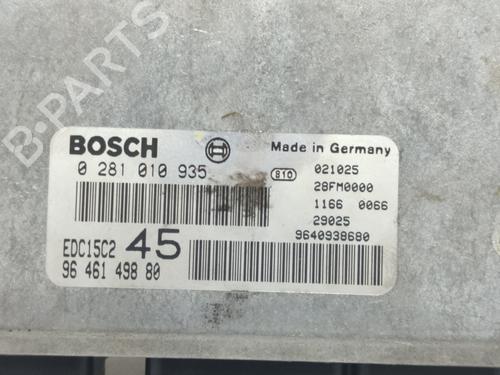 B-PARTS
BOSCH
Made in Germany
0 281 010 935
810
021025
28FM0000
1166 0066
29025
9640938680
EDC15C2 45
96 461 498 80